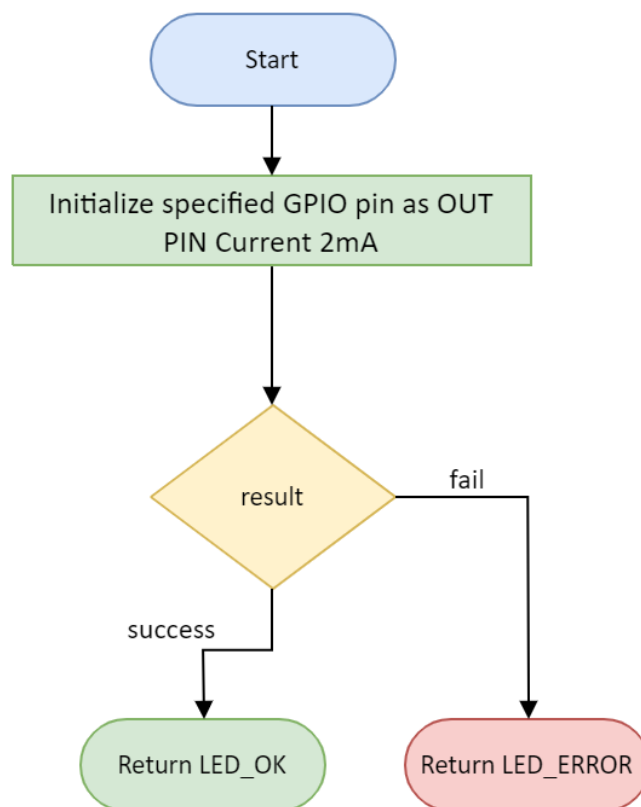 Start
Initialize specified GPIO pin as OUT
PIN Current 2mA
result
fail
success
Return LED_OK
Return LED_ERROR